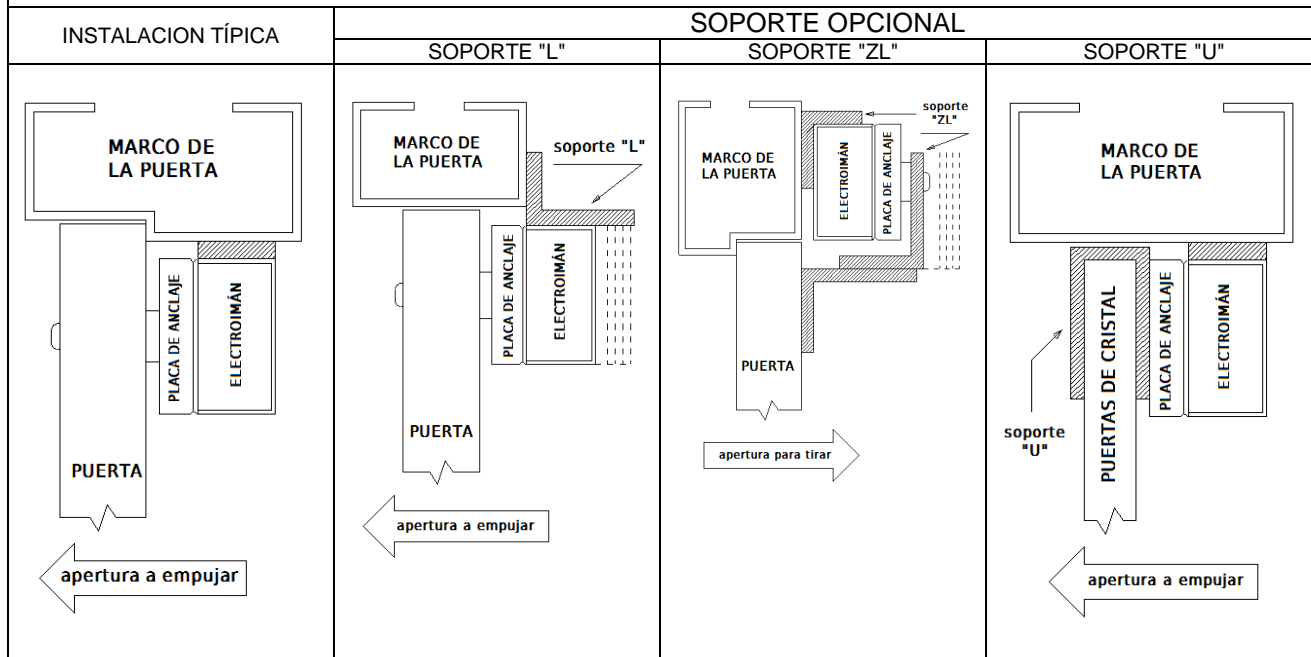 INSTALACION TÍPICA
SOPORTE OPCIONAL
SOPORTE "L"
SOPORTE "ZL"
SOPORTE "U"
MARCO DE
LA PUERTA
PLACA DE ANCLAJE
ELECTROIMÁN
PUERTA
apertura a empujar
MARCO DE
LA PUERTA
soporte "L"
PLACA DE ANCLAJE
ELECTROIMÁN
PUERTA
apertura a empujar
soporte
"ZL"
MARCO DE
LA PUERTA
ELECTROIMÁN
PLACA DE ANCLAJE
PUERTA
apertura para tirar
MARCO DE
LA PUERTA
PUERTAS DE CRISTAL
PLACA DE ANCLAJE
ELECTROIMÁN
soporte
"U"
apertura a empujar